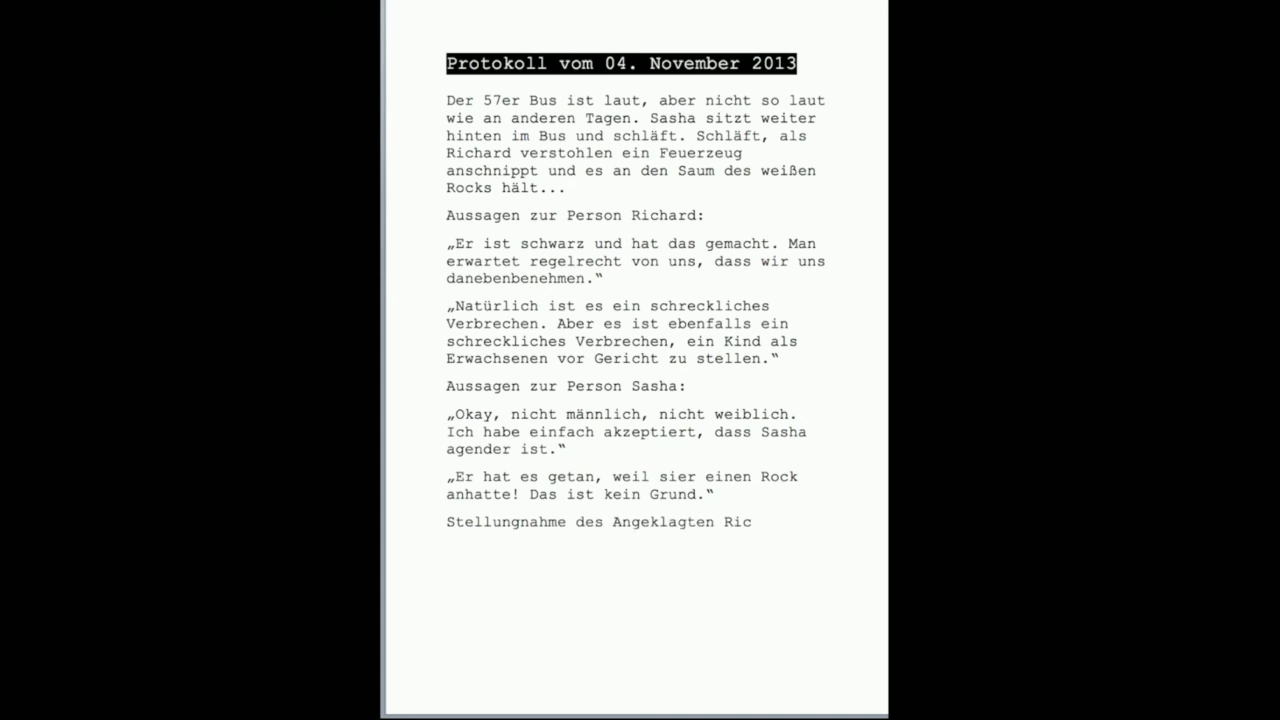 Protokoll vom 04. November 2013
Der 57er Bus ist laut, aber nicht so laut
wie an anderen Tagen. Sasha sitzt weiter
hinten im Bus und schläft. Schläft, als
Richard verstohlen ein Feuerzeug
anschnippt und es an den Saum des weißen
Rocks hält...
Aussagen zur Person Richard:
„Er ist schwarz und hat das gemacht. Man
erwartet regelrecht von uns, dass wir uns
danebenbenehmen.‟
„Natürlich ist es ein schreckliches
Verbrechen. Aber es ist ebenfalls ein
schreckliches Verbrechen, ein Kind als
Erwachsenen vor Gericht zu stellen.‟
Aussagen zur Person Sasha:
„Okay, nicht männlich, nicht weiblich.
Ich habe einfach akzeptiert, dass Sasha
agender ist.‟
„Er hat es getan, weil sier einen Rock
anhatte! Das ist kein Grund.‟
Stellungnahme des Angeklagten Ric